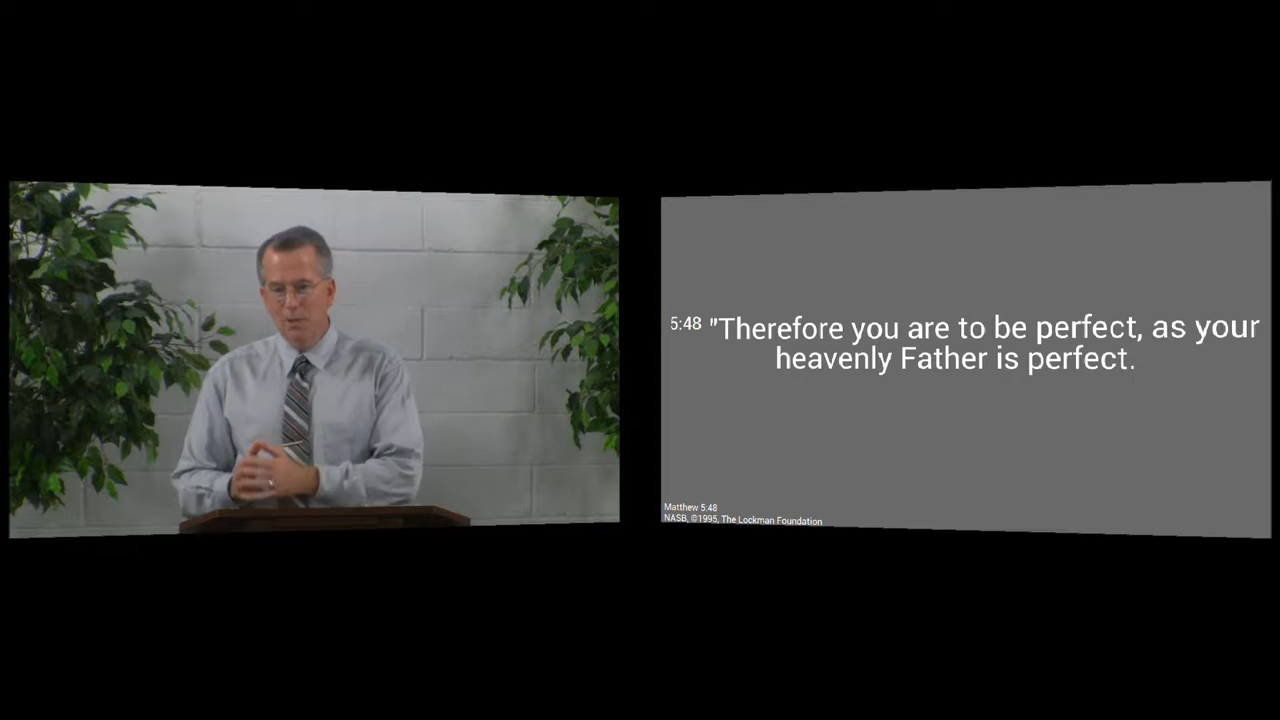 5:48 "Therefore you are to be perfect, as your
heavenly Father is perfect.
Matthew 5:48
NASB, ©1995, The Lockman Foundation